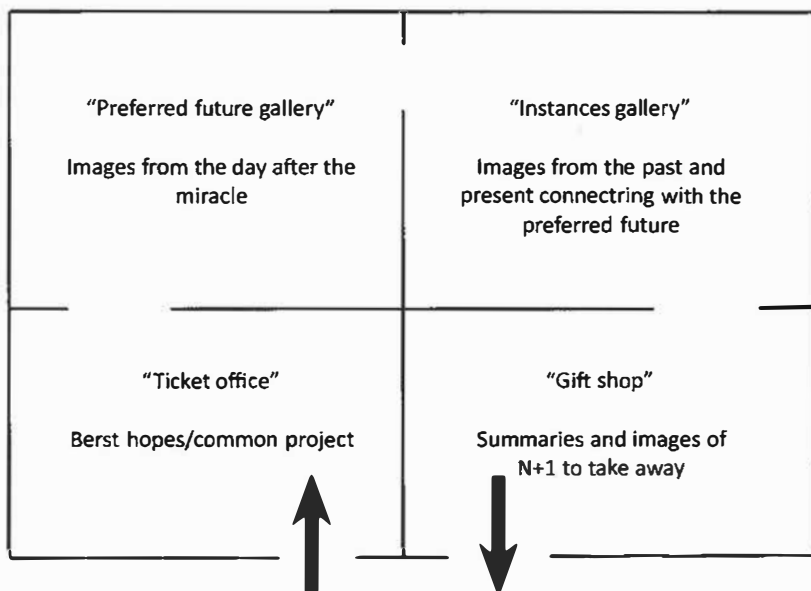 “Preferred future gallery”
Images from the day after the
miracle
“Instances gallery”
Images from the past and
present connectring with the
preferred future
“Ticket office”
Berst hopes/common project
“Gift shop”
Summaries and images of
N+1 to take away